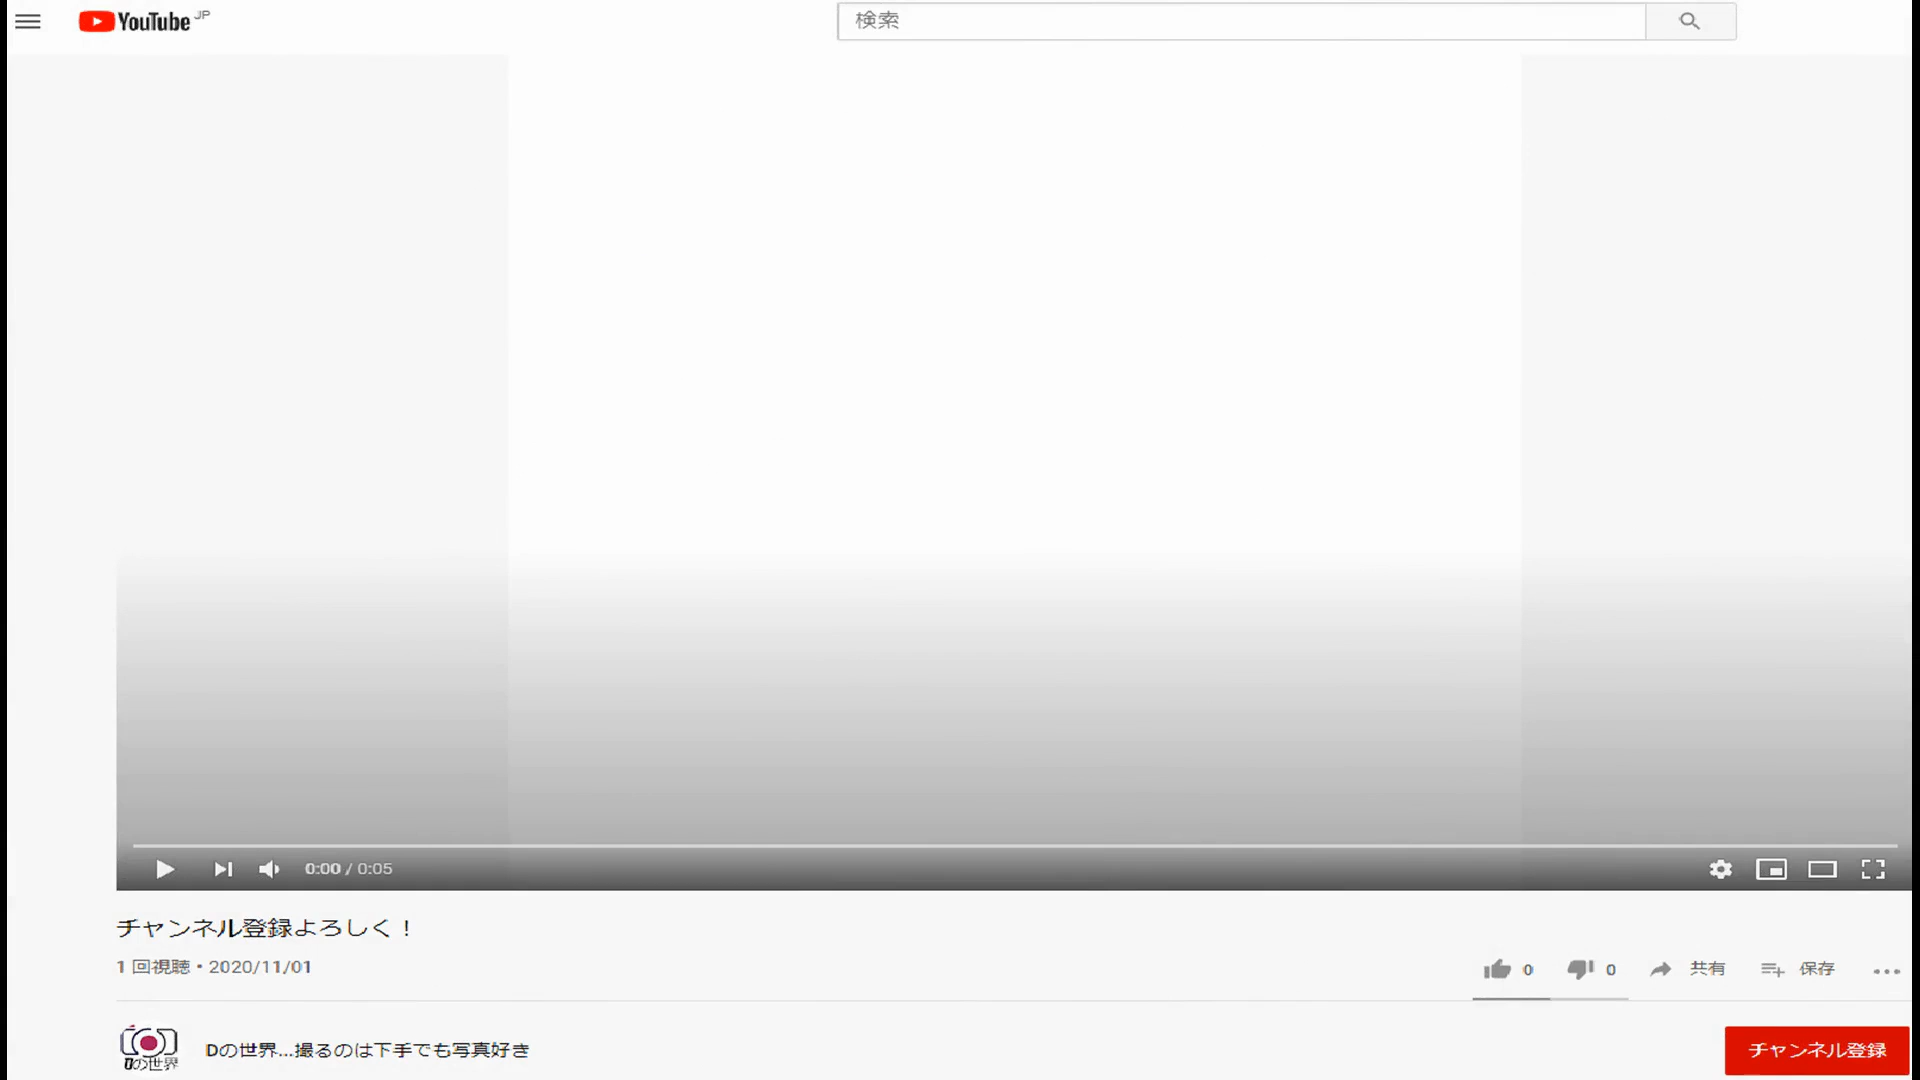 YouTube JP
検索
0:00 / 0:05
チャンネル登録よろしく！
1 回視聴・2020/11/01
0 0 共有 保存
Dの世界
Dの世界...撮るのは下手でも写真好き
チャンネル登録